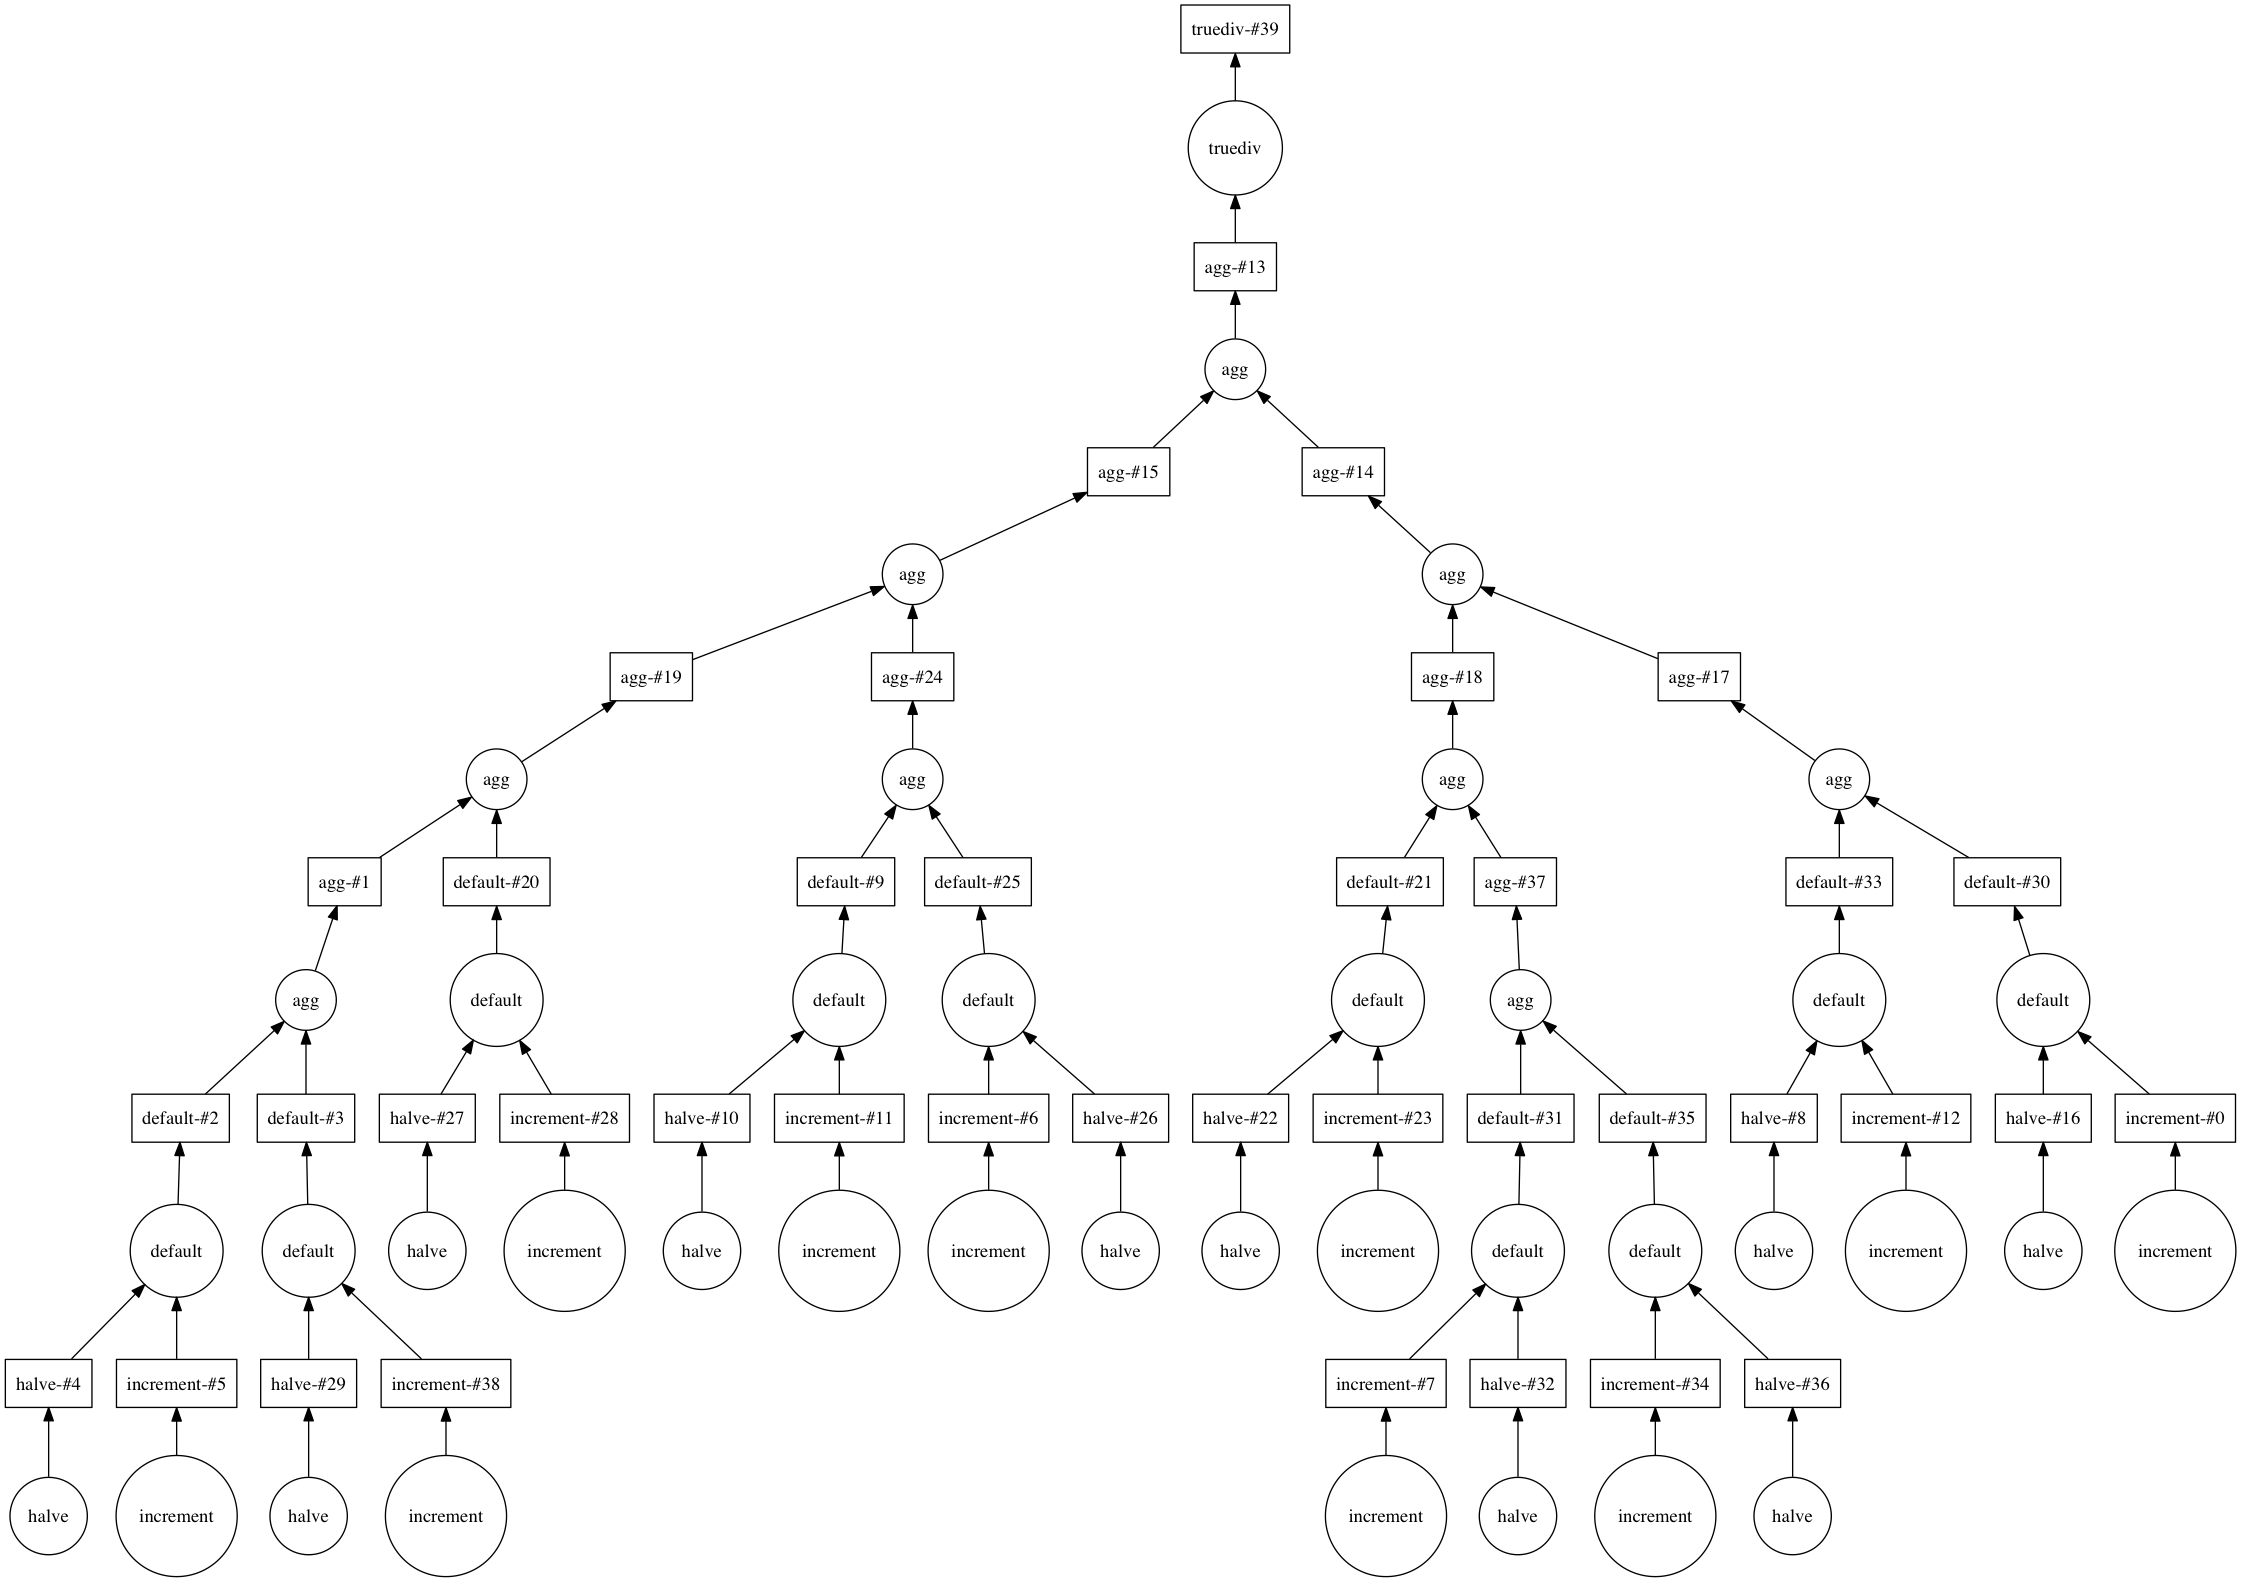 truediv-#39
truediv
agg-#13
agg
agg-#15
agg-#14
agg
agg
agg-#19
agg-#24
agg-#18
agg-#17
agg
agg
agg
agg
agg-#1
default-#20
default-#9
default-#25
default-#21
agg-#37
default-#33
default-#30
agg
default
default
default
default
agg
default
default
default-#2
default-#3
halve-#27
increment-#28
halve-#10
increment-#11
increment-#6
halve-#26
halve-#22
increment-#23
default-#31
default-#35
halve-#8
increment-#12
halve-#16
increment-#0
default
default
halve
increment
halve
increment
increment
halve
halve
increment
default
default
halve
increment
halve
increment
halve-#4
increment-#5
halve-#29
increment-#38
increment-#7
halve-#32
increment-#34
halve-#36
halve
increment
halve
increment
increment
halve
increment
halve